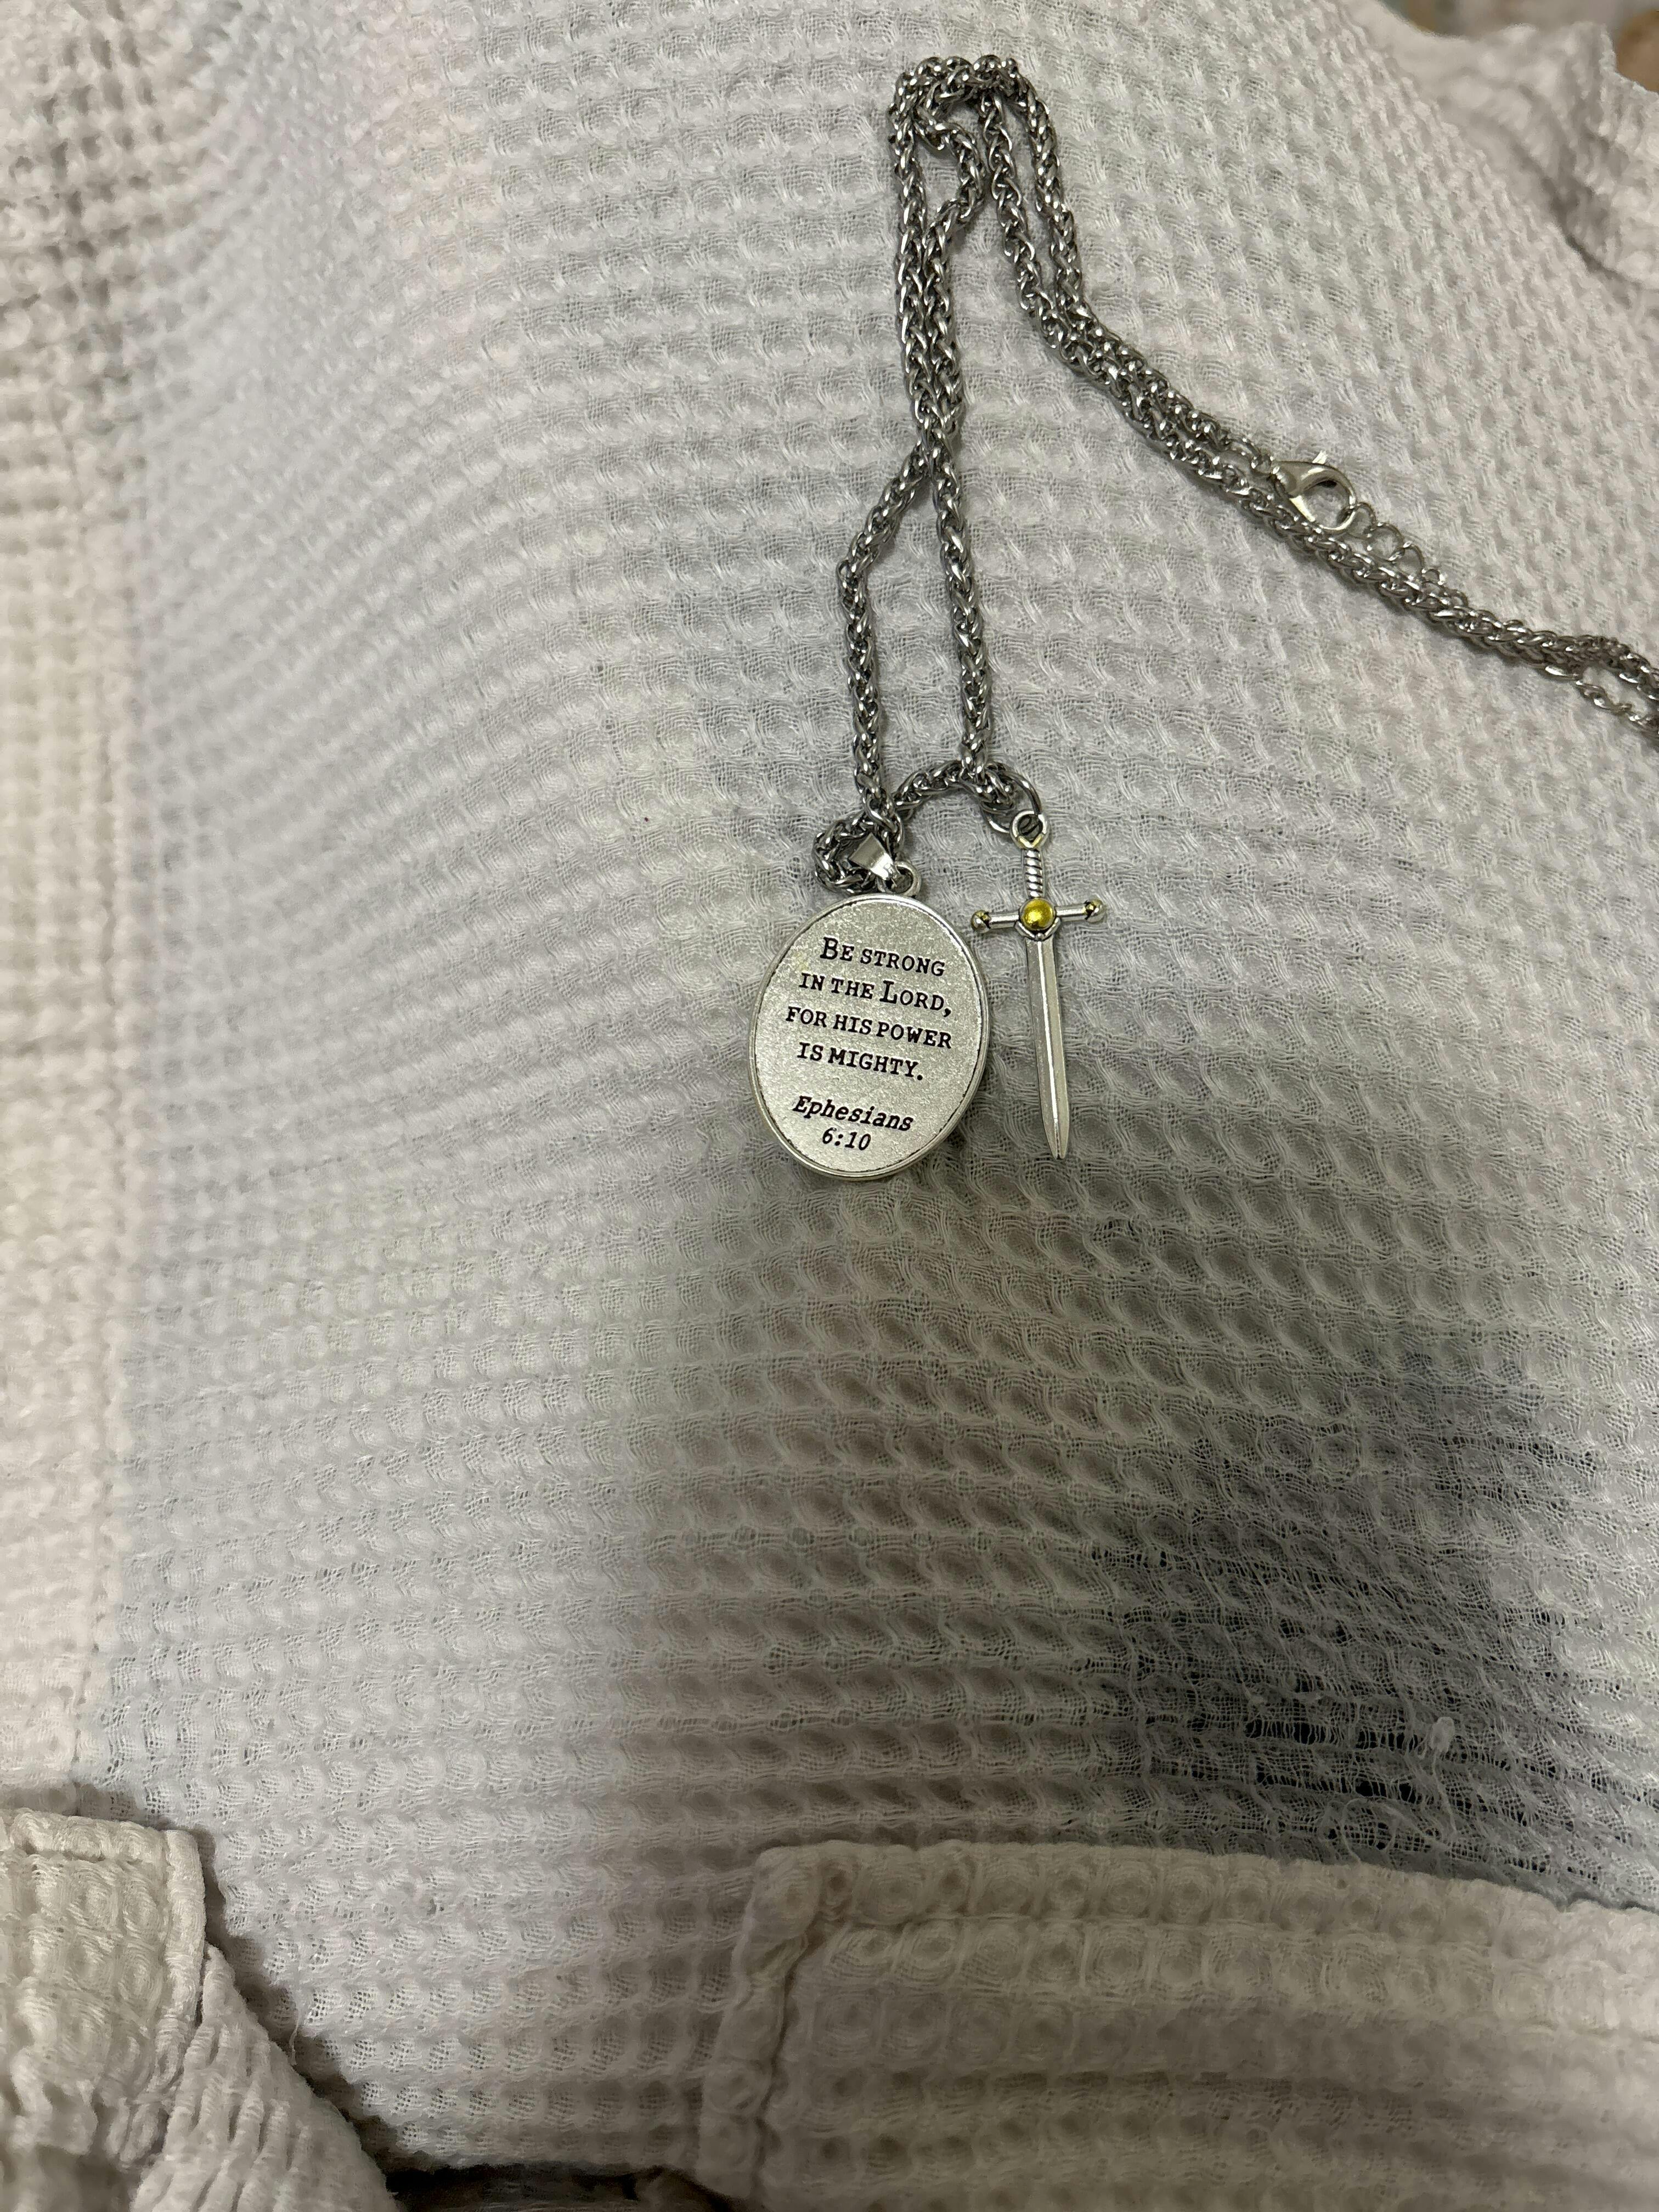 BE STRONG
IN THE LORD,
FOR HIS POWER
IS MIGHTY.
Ephesians
6:10